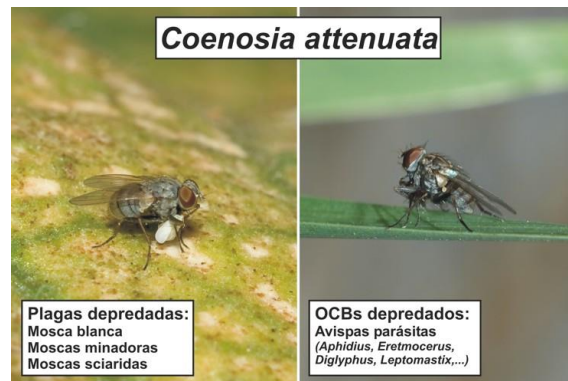 Coenosia attenuata
Plagas depredadas:
Mosca blanca
Moscas minadoras
Moscas sciaridas
OCBs depredados:
Avispas parásitas
(Aphidius, Eretmocerus,
Diglyphus, Leptomastix,...)